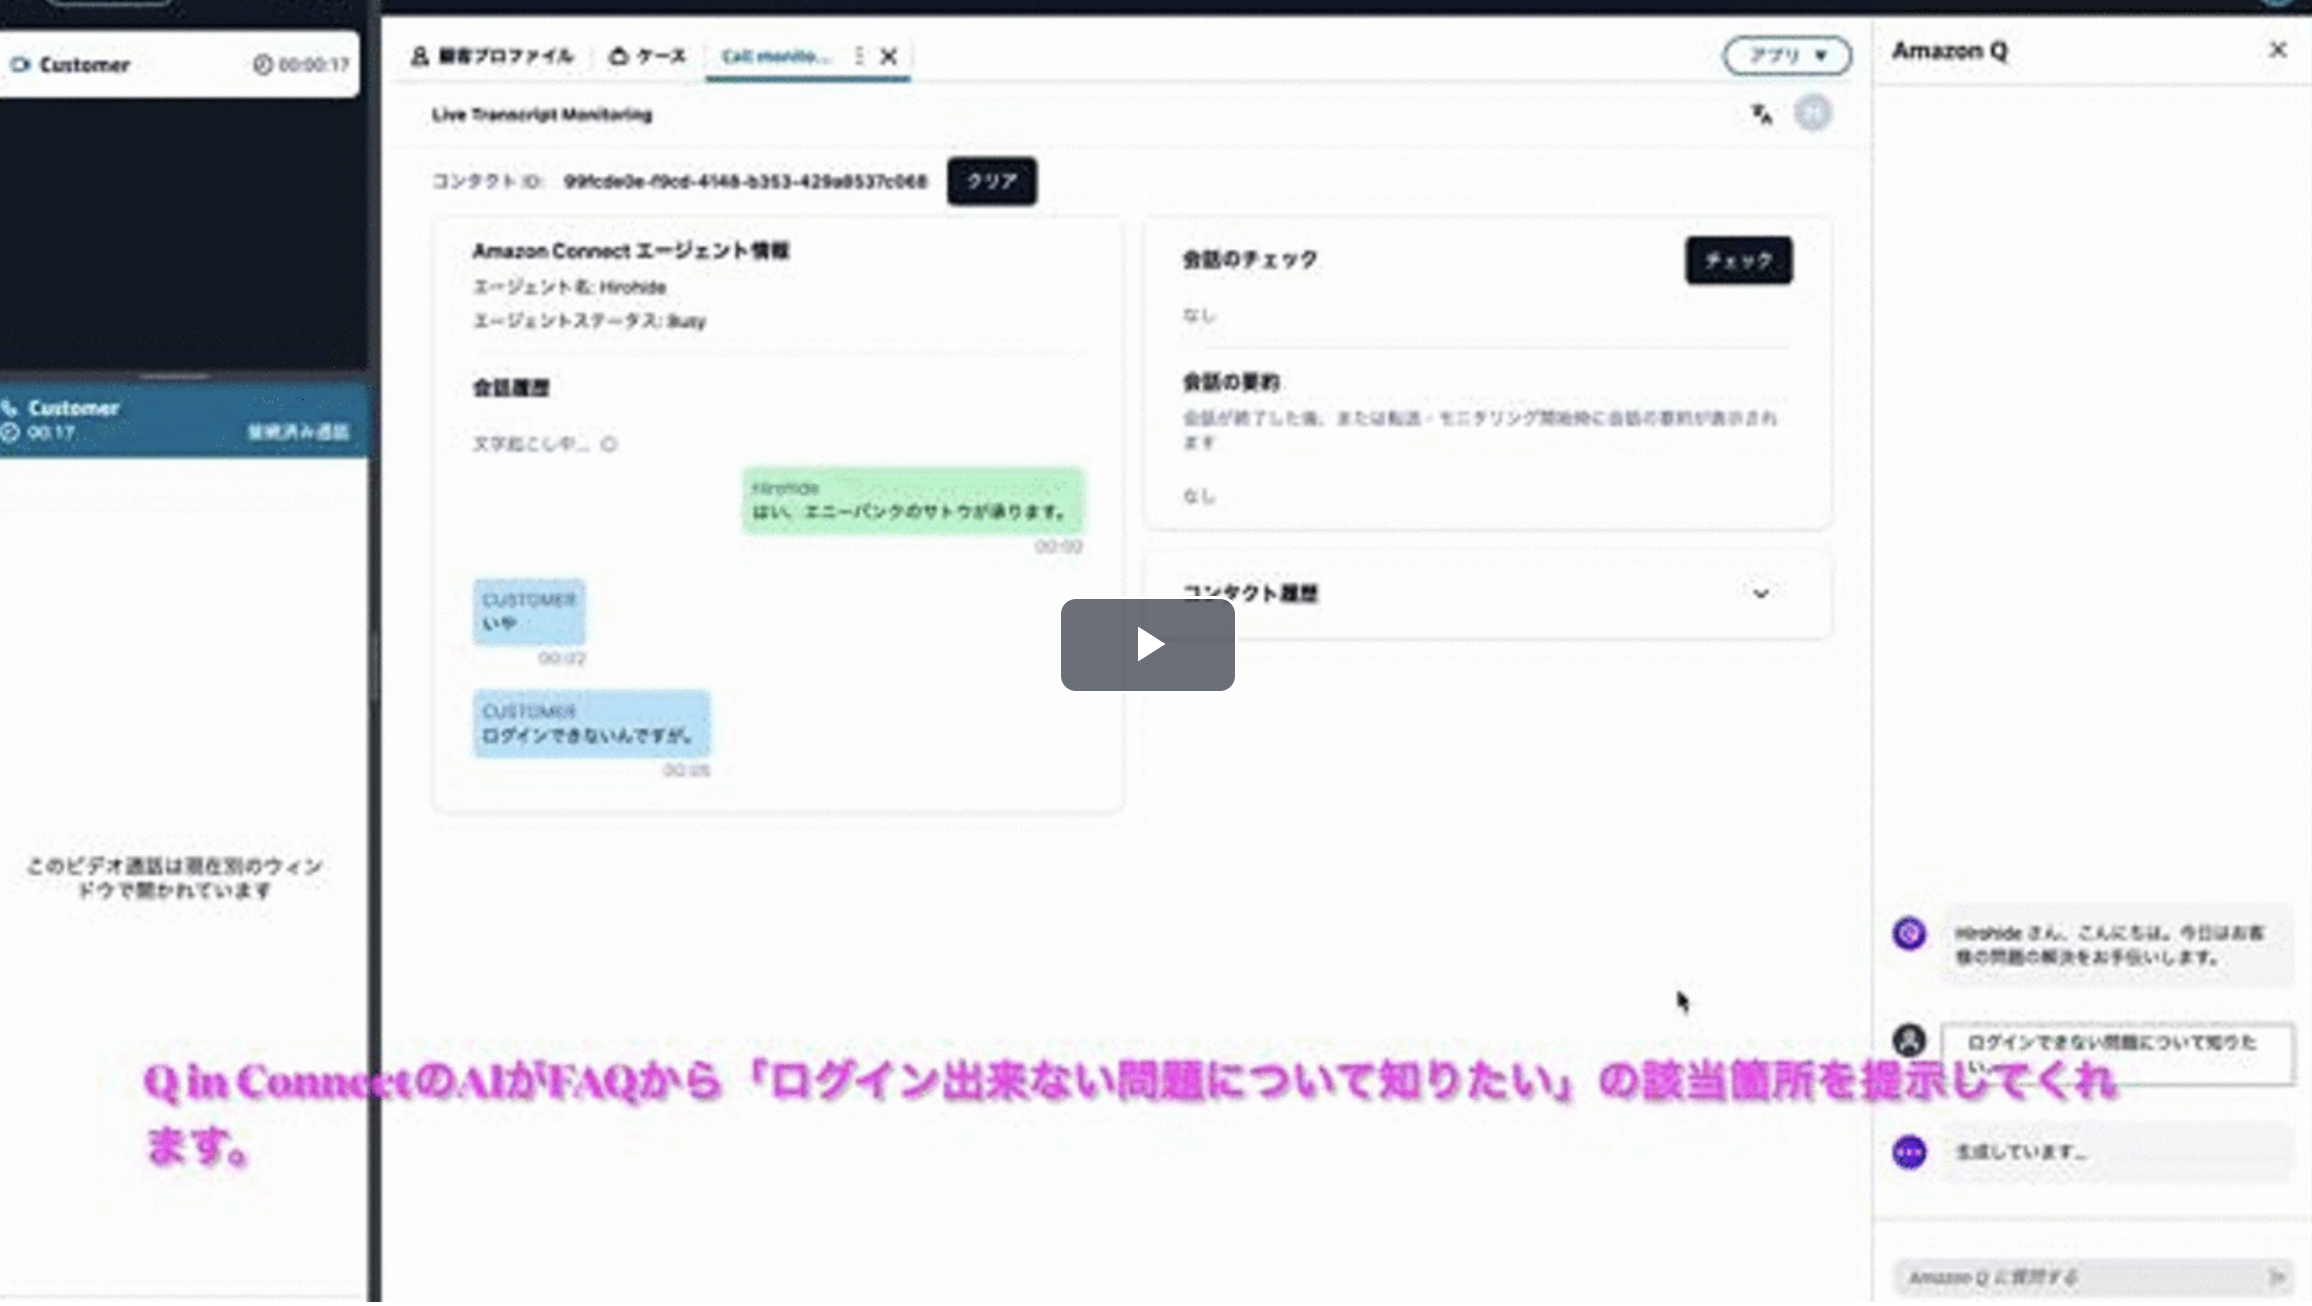 Customer
00:00:17
Customer
00:17
接続済み通話
このビデオ通話は現在別のウィン
ドウで開かれています
顧客プロファイル
ケース
Call monito...
アプリ
Live Transcript Monitoring
コンタクト ID:
クリア
Amazon Connect エージェント情報
エージェント名: Hirohide
エージェントステータス: Busy
会話履歴
文字起こし中...
Hirohide
はい、エニーバンクのサトウが承ります。
00:00
CUSTOMER
いや
00:02
CUSTOMER
ログインできないんですが。
会話のチェック
チェック
なし
会話の要約
会話が終了した後、または転送・モニタリング開始時に会話の要約が表示され
ます
なし
コンタクト履歴
Amazon Q
Hirohide さん、こんにちは。今日はお客
様の問題の解決をお手伝いします。
ログインできない問題について知りた
い。
生成しています...
Amazon Q に質問する
Q in ConnectのAIがFAQから「ログイン出来ない問題について知りたい」の該当箇所を提示してくれ
ます。